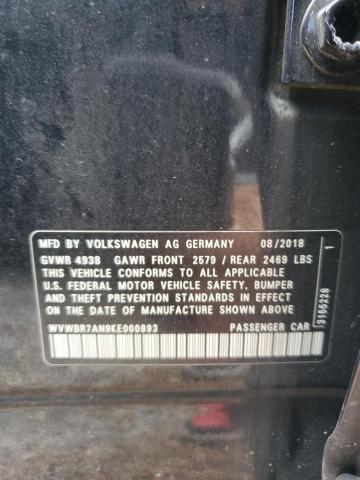 MFD BY VOLKSWAGEN AG GERMANY 08/2018
GVWR 4938 GAWR FRONT 2579 / REAR 2469 LBS
THIS VEHICLE CONFORMS TO ALL APPLICABLE
U.S. FEDERAL MOTOR VEHICLE SAFETY, BUMPER
AND THEFT PREVENTION STANDARDS IN EFFECT
ON THE DATE OF MANUFACTURE SHOWN ABOVE
WVWBR7AN9KE000893 PASSENGER CAR
3166228 1